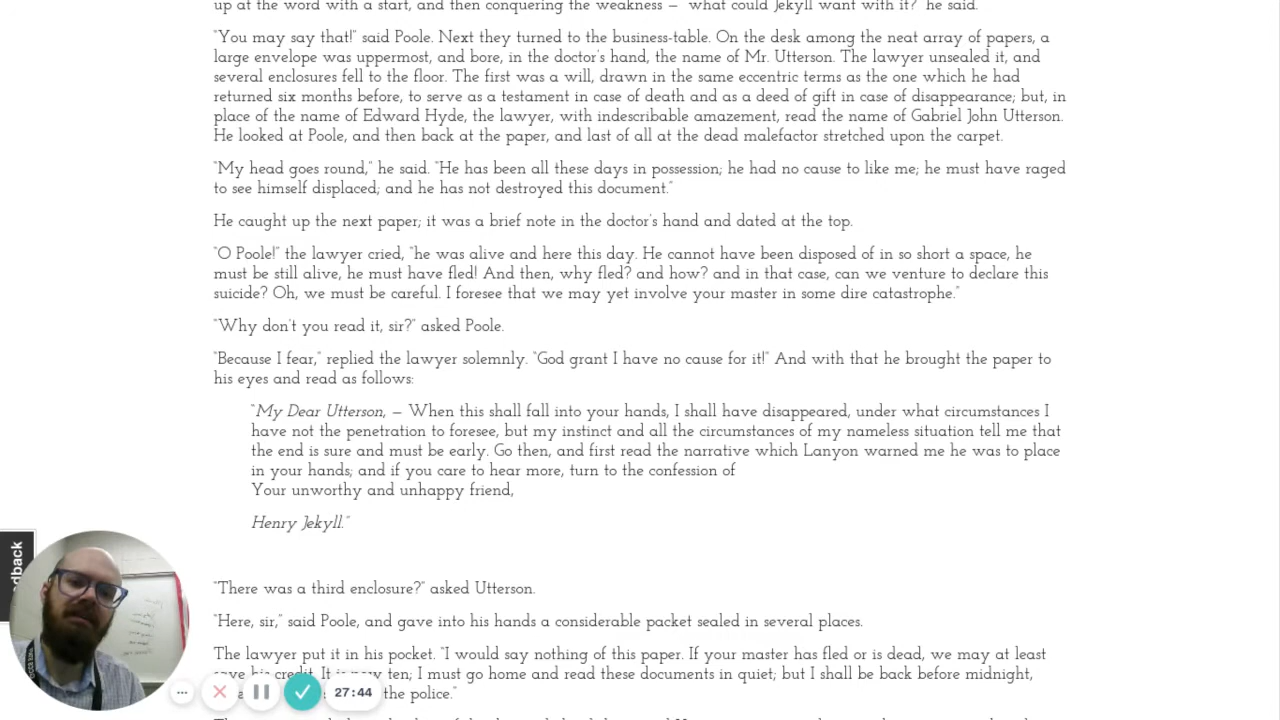 up at the word with a start, and then conquering the weakness — "what could Jekyll want with it?" he said.
"You may say that!" said Poole. Next they turned to the business-table. On the desk among the neat array of papers, a
large envelope was uppermost, and bore, in the doctor's hand, the name of Mr. Utterson. The lawyer unsealed it, and
several enclosures fell to the floor. The first was a will, drawn in the same eccentric terms as the one which he had
returned six months before, to serve as a testament in case of death and as a deed of gift in case of disappearance; but, in
place of the name of Edward Hyde, the lawyer, with indescribable amazement, read the name of Gabriel John Utterson.
He looked at Poole, and then back at the paper, and last of all at the dead malefactor stretched upon the carpet.
"My head goes round," he said. "He has been all these days in possession; he had no cause to like me; he must have raged
to see himself displaced; and he has not destroyed this document."
He caught up the next paper; it was a brief note in the doctor's hand and dated at the top.
"O Poole!" the lawyer cried, "he was alive and here this day. He cannot have been disposed of in so short a space, he
must be still alive, he must have fled! And then, why fled? and how? and in that case, can we venture to declare this
suicide? Oh, we must be careful. I foresee that we may yet involve your master in some dire catastrophe."
"Why don't you read it, sir?" asked Poole.
"Because I fear," replied the lawyer solemnly. "God grant I have no cause for it!" And with that he brought the paper to
his eyes and read as follows:
"My Dear Utterson, — When this shall fall into your hands, I shall have disappeared, under what circumstances I
have not the penetration to foresee, but my instinct and all the circumstances of my nameless situation tell me that
the end is sure and must be early. Go then, and first read the narrative which Lanyon warned me he was to place
in your hands; and if you care to hear more, turn to the confession of
Your unworthy and unhappy friend,
Henry Jekyll."
dback
"There was a third enclosure?" asked Utterson.
"Here, sir," said Poole, and gave into his hands a considerable packet sealed in several places.
The lawyer put it in his pocket. "I would say nothing of this paper. If your master has fled or is dead, we may at least
save his credit. It is now ten; I must go home and read these documents in quiet; but I shall be back before midnight,
the police."
27:44